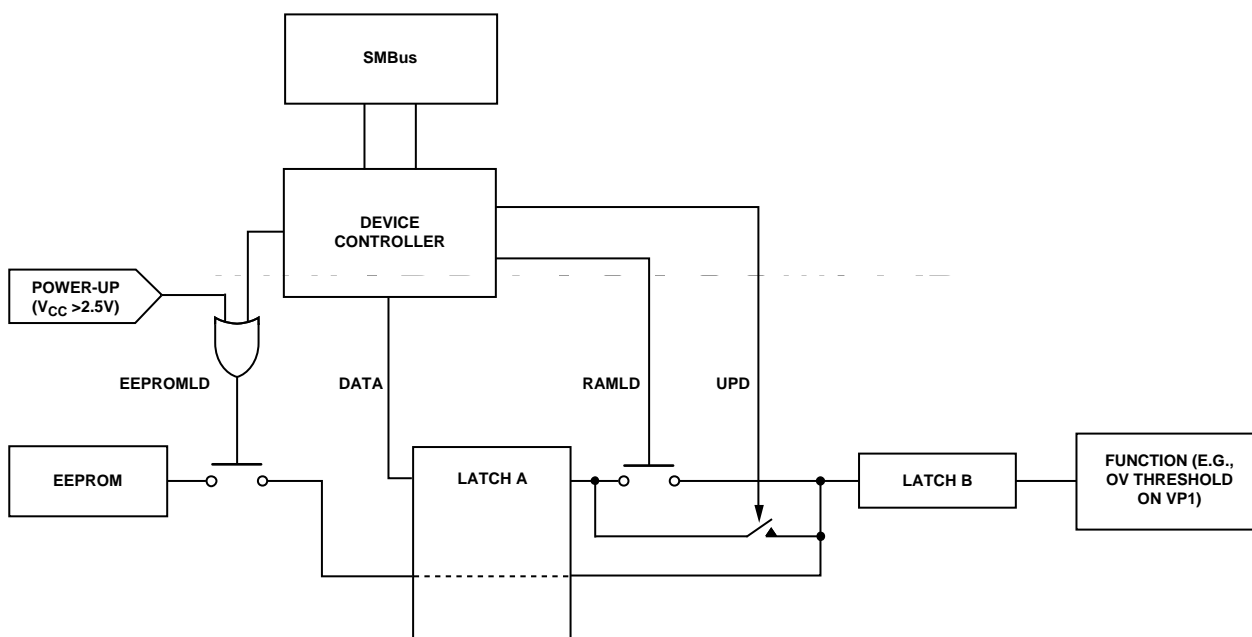 SMBus
DEVICE
CONTROLLER
POWER-UP
(VCC >2.5V)
EEPROMLD
DATA
RAMLD
UPD
EEPROM
LATCH A
LATCH B
FUNCTION (E.G.,
OV THRESHOLD
ON VP1)